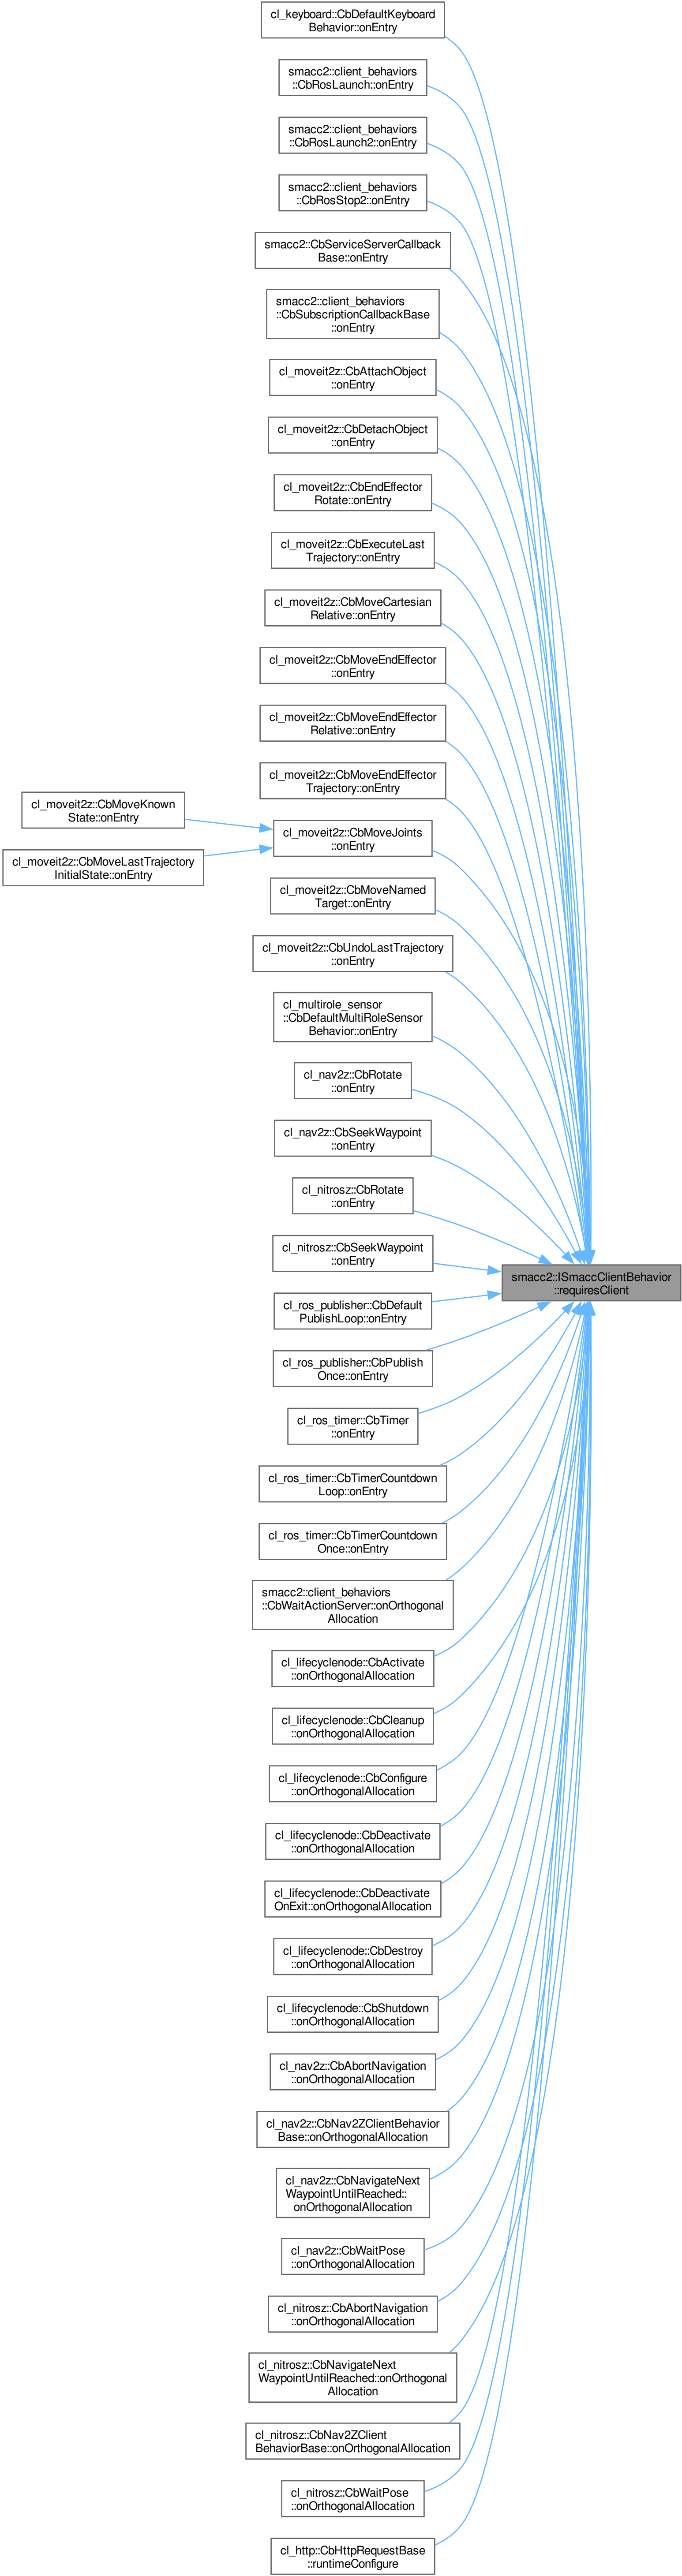 cl_keyboard::CbDefaultKeyboard
Behavior::onEntry
smacc2::client_behaviors
::CbRosLaunch::onEntry
smacc2::client_behaviors
::CbRosLaunch2::onEntry
smacc2::client_behaviors
::CbRosStop2::onEntry
smacc2::CbServiceServerCallback
Base::onEntry
smacc2::client_behaviors
::CbSubscriptionCallbackBase
::onEntry
cl_moveit2z::CbAttachObject
::onEntry
cl_moveit2z::CbDetachObject
::onEntry
cl_moveit2z::CbEndEffector
Rotate::onEntry
cl_moveit2z::CbExecuteLast
Trajectory::onEntry
cl_moveit2z::CbMoveCartesian
Relative::onEntry
cl_moveit2z::CbMoveEndEffector
::onEntry
cl_moveit2z::CbMoveEndEffector
Relative::onEntry
cl_moveit2z::CbMoveEndEffector
Trajectory::onEntry
cl_moveit2z::CbMoveKnown
State::onEntry
cl_moveit2z::CbMoveLastTrajectory
InitialState::onEntry
cl_moveit2z::CbMoveJoints
::onEntry
cl_moveit2z::CbMoveNamed
Target::onEntry
cl_moveit2z::CbUndoLastTrajectory
::onEntry
cl_multirole_sensor
::CbDefaultMultiRoleSensor
Behavior::onEntry
cl_nav2z::CbRotate
::onEntry
cl_nav2z::CbSeekWaypoint
::onEntry
cl_nitrosz::CbRotate
::onEntry
cl_nitrosz::CbSeekWaypoint
::onEntry
smacc2::ISmaccClientBehavior
::requiresClient
cl_ros_publisher::CbDefault
PublishLoop::onEntry
cl_ros_publisher::CbPublish
Once::onEntry
cl_ros_timer::CbTimer
::onEntry
cl_ros_timer::CbTimerCountdown
Loop::onEntry
cl_ros_timer::CbTimerCountdown
Once::onEntry
smacc2::client_behaviors
::CbWaitActionServer::onOrthogonal
Allocation
cl_lifecyclenode::CbActivate
::onOrthogonalAllocation
cl_lifecyclenode::CbCleanup
::onOrthogonalAllocation
cl_lifecyclenode::CbConfigure
::onOrthogonalAllocation
cl_lifecyclenode::CbDeactivate
::onOrthogonalAllocation
cl_lifecyclenode::CbDeactivate
OnExit::onOrthogonalAllocation
cl_lifecyclenode::CbDestroy
::onOrthogonalAllocation
cl_lifecyclenode::CbShutdown
::onOrthogonalAllocation
cl_nav2z::CbAbortNavigation
::onOrthogonalAllocation
cl_nav2z::CbNav2ZClientBehavior
Base::onOrthogonalAllocation
cl_nav2z::CbNavigateNext
WaypointUntilReached::
onOrthogonalAllocation
cl_nav2z::CbWaitPose
::onOrthogonalAllocation
cl_nitrosz::CbAbortNavigation
::onOrthogonalAllocation
cl_nitrosz::CbNavigateNext
WaypointUntilReached::onOrthogonal
Allocation
cl_nitrosz::CbNav2ZClient
BehaviorBase::onOrthogonalAllocation
cl_nitrosz::CbWaitPose
::onOrthogonalAllocation
cl_http::CbHttpRequestBase
::runtimeConfigure